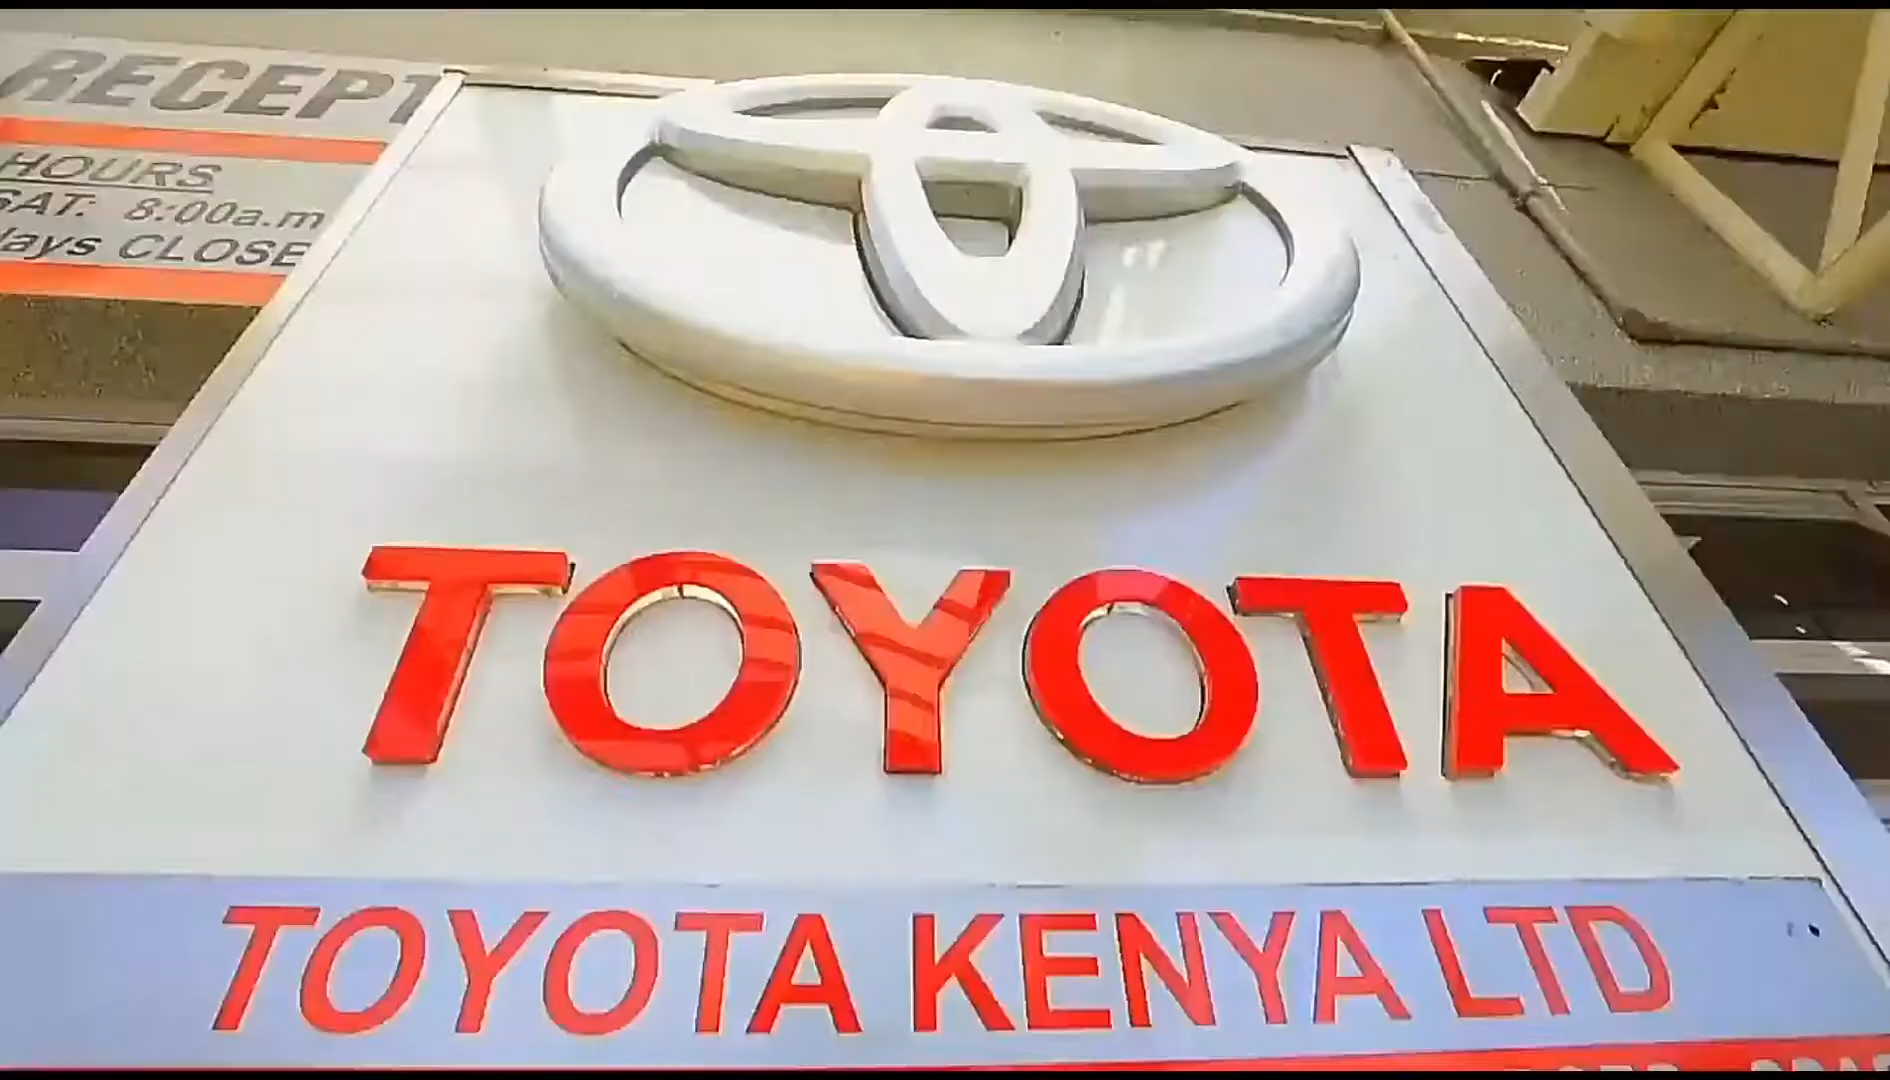 RECEPT
HOURS
SAT: 8:00a.m
days CLOSE
TOYOTA
TOYOTA KENYA LTD